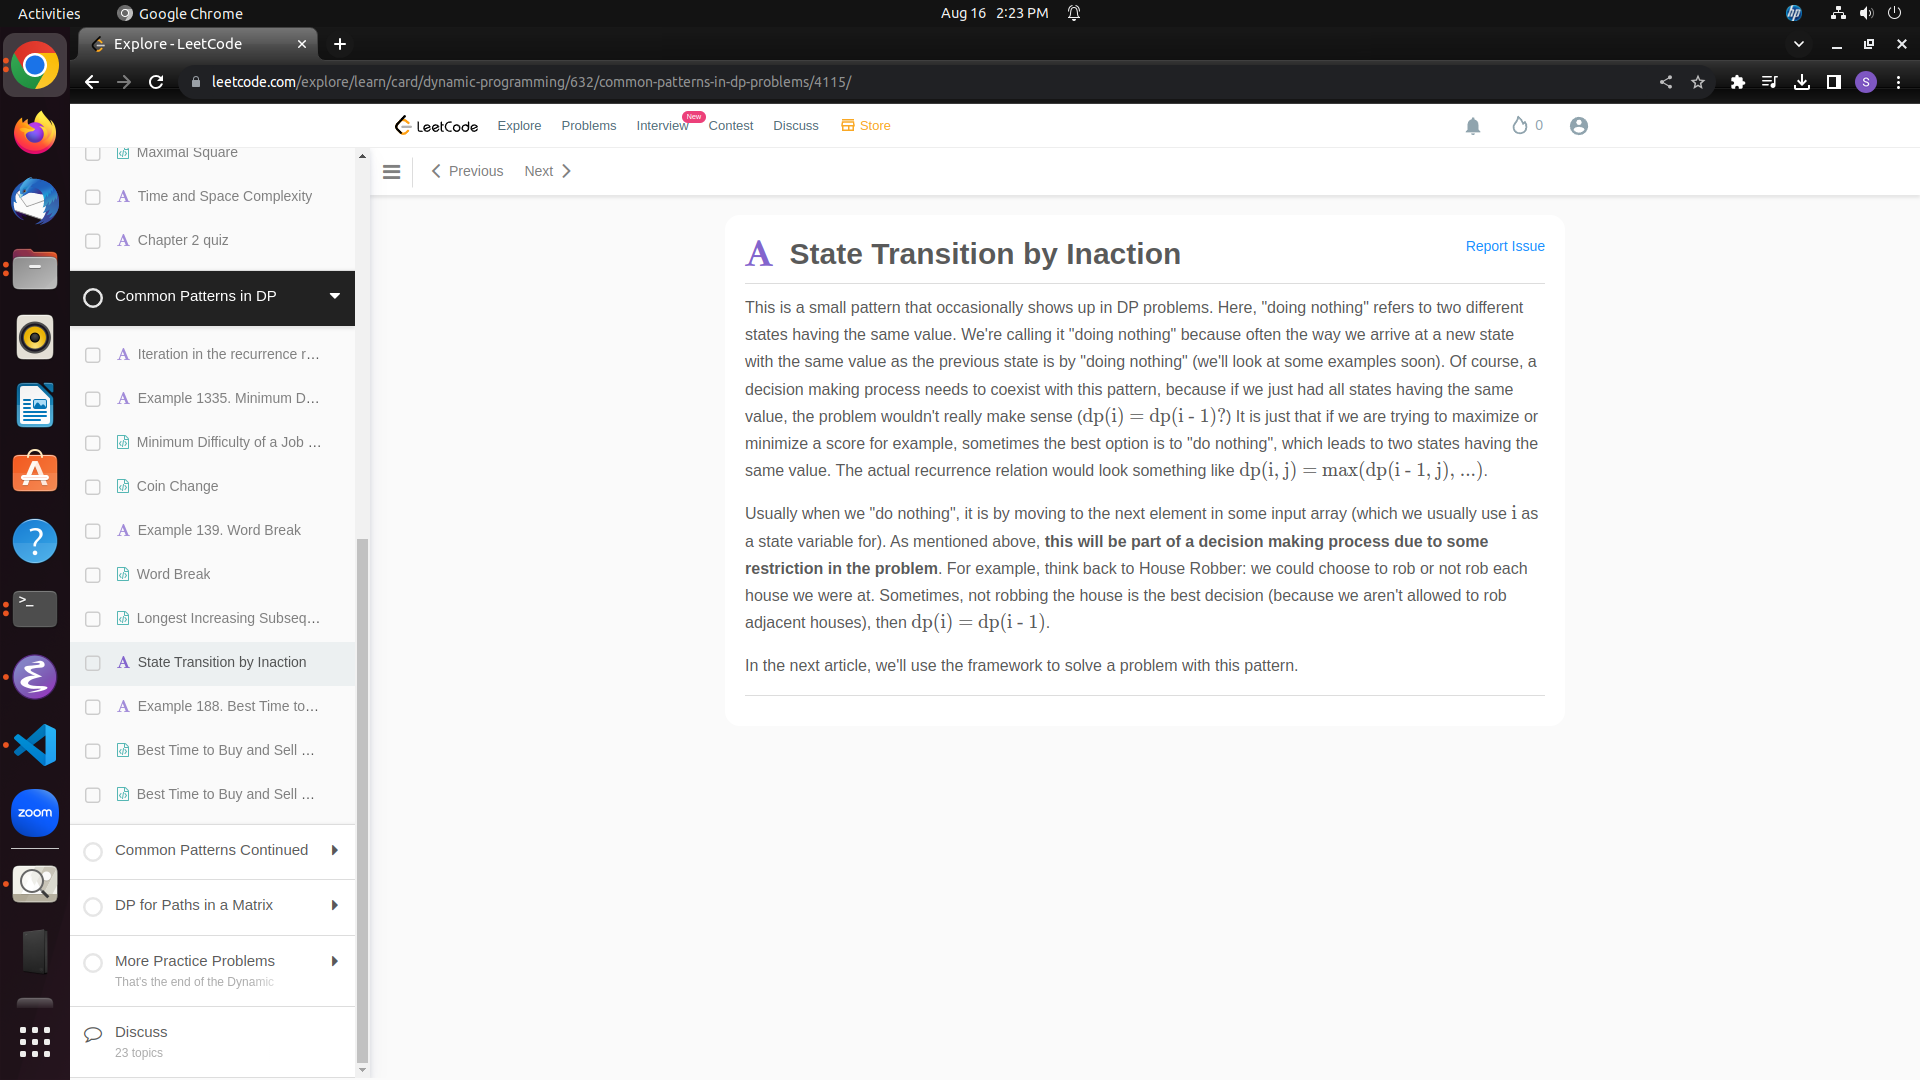 Activities
Google Chrome
Aug 16 2:23 PM
hp
Explore - LeetCode
leetcode.com/explore/learn/card/dynamic-programming/632/common-patterns-in-dp-problems/4115/
S
LeetCode
Explore
Problems
Interview
New
Contest
Discuss
Store
0
Previous
Next
Maximal Square
A Time and Space Complexity
A Chapter 2 quiz
Common Patterns in DP
A Iteration in the recurrence r...
A Example 1335. Minimum D...
Minimum Difficulty of a Job ...
Coin Change
A Example 139. Word Break
Word Break
Longest Increasing Subseq...
A State Transition by Inaction
A Example 188. Best Time to...
Best Time to Buy and Sell ...
Best Time to Buy and Sell ...
Common Patterns Continued
DP for Paths in a Matrix
More Practice Problems
That's the end of the Dynamic
Discuss
23 topics
zoom
A State Transition by Inaction
Report Issue
This is a small pattern that occasionally shows up in DP problems. Here, "doing nothing" refers to two different
states having the same value. We're calling it "doing nothing" because often the way we arrive at a new state
with the same value as the previous state is by "doing nothing" (we'll look at some examples soon). Of course, a
decision making process needs to coexist with this pattern, because if we just had all states having the same
value, the problem wouldn't really make sense (dp(i) = dp(i - 1)?) It is just that if we are trying to maximize or
minimize a score for example, sometimes the best option is to "do nothing", which leads to two states having the
same value. The actual recurrence relation would look something like dp(i, j) = max(dp(i - 1, j), ...).
Usually when we "do nothing", it is by moving to the next element in some input array (which we usually use i as
a state variable for). As mentioned above, this will be part of a decision making process due to some
restriction in the problem. For example, think back to House Robber: we could choose to rob or not rob each
house we were at. Sometimes, not robbing the house is the best decision (because we aren't allowed to rob
adjacent houses), then dp(i) = dp(i - 1).
In the next article, we'll use the framework to solve a problem with this pattern.